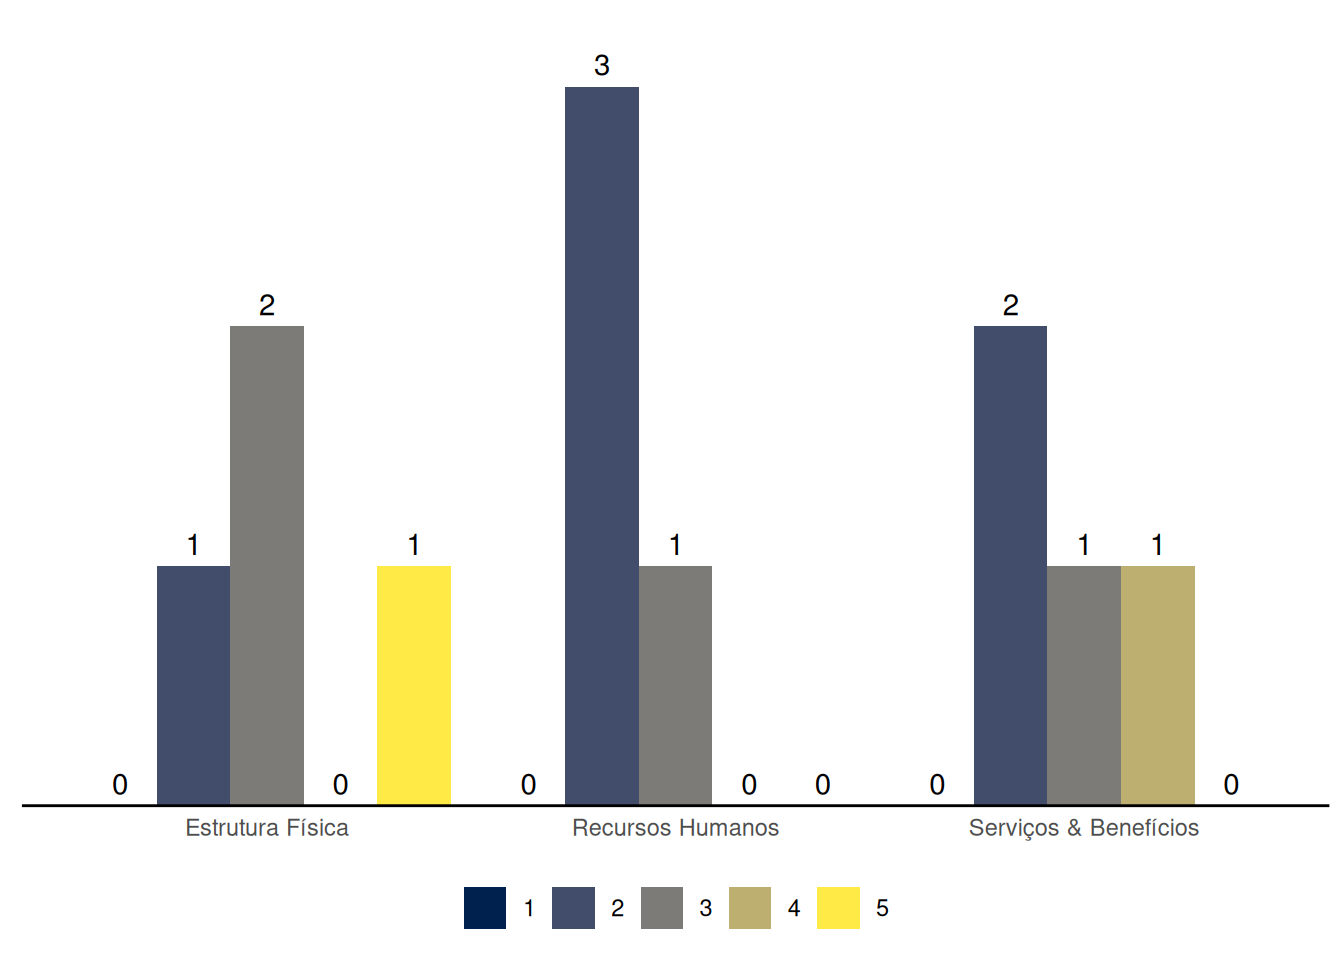 3
2 2
1 1 1 1 1
0 0 0 0 0 0 0
Estrutura Física Recursos Humanos Serviços & Benefícios
1 2 3 4 5